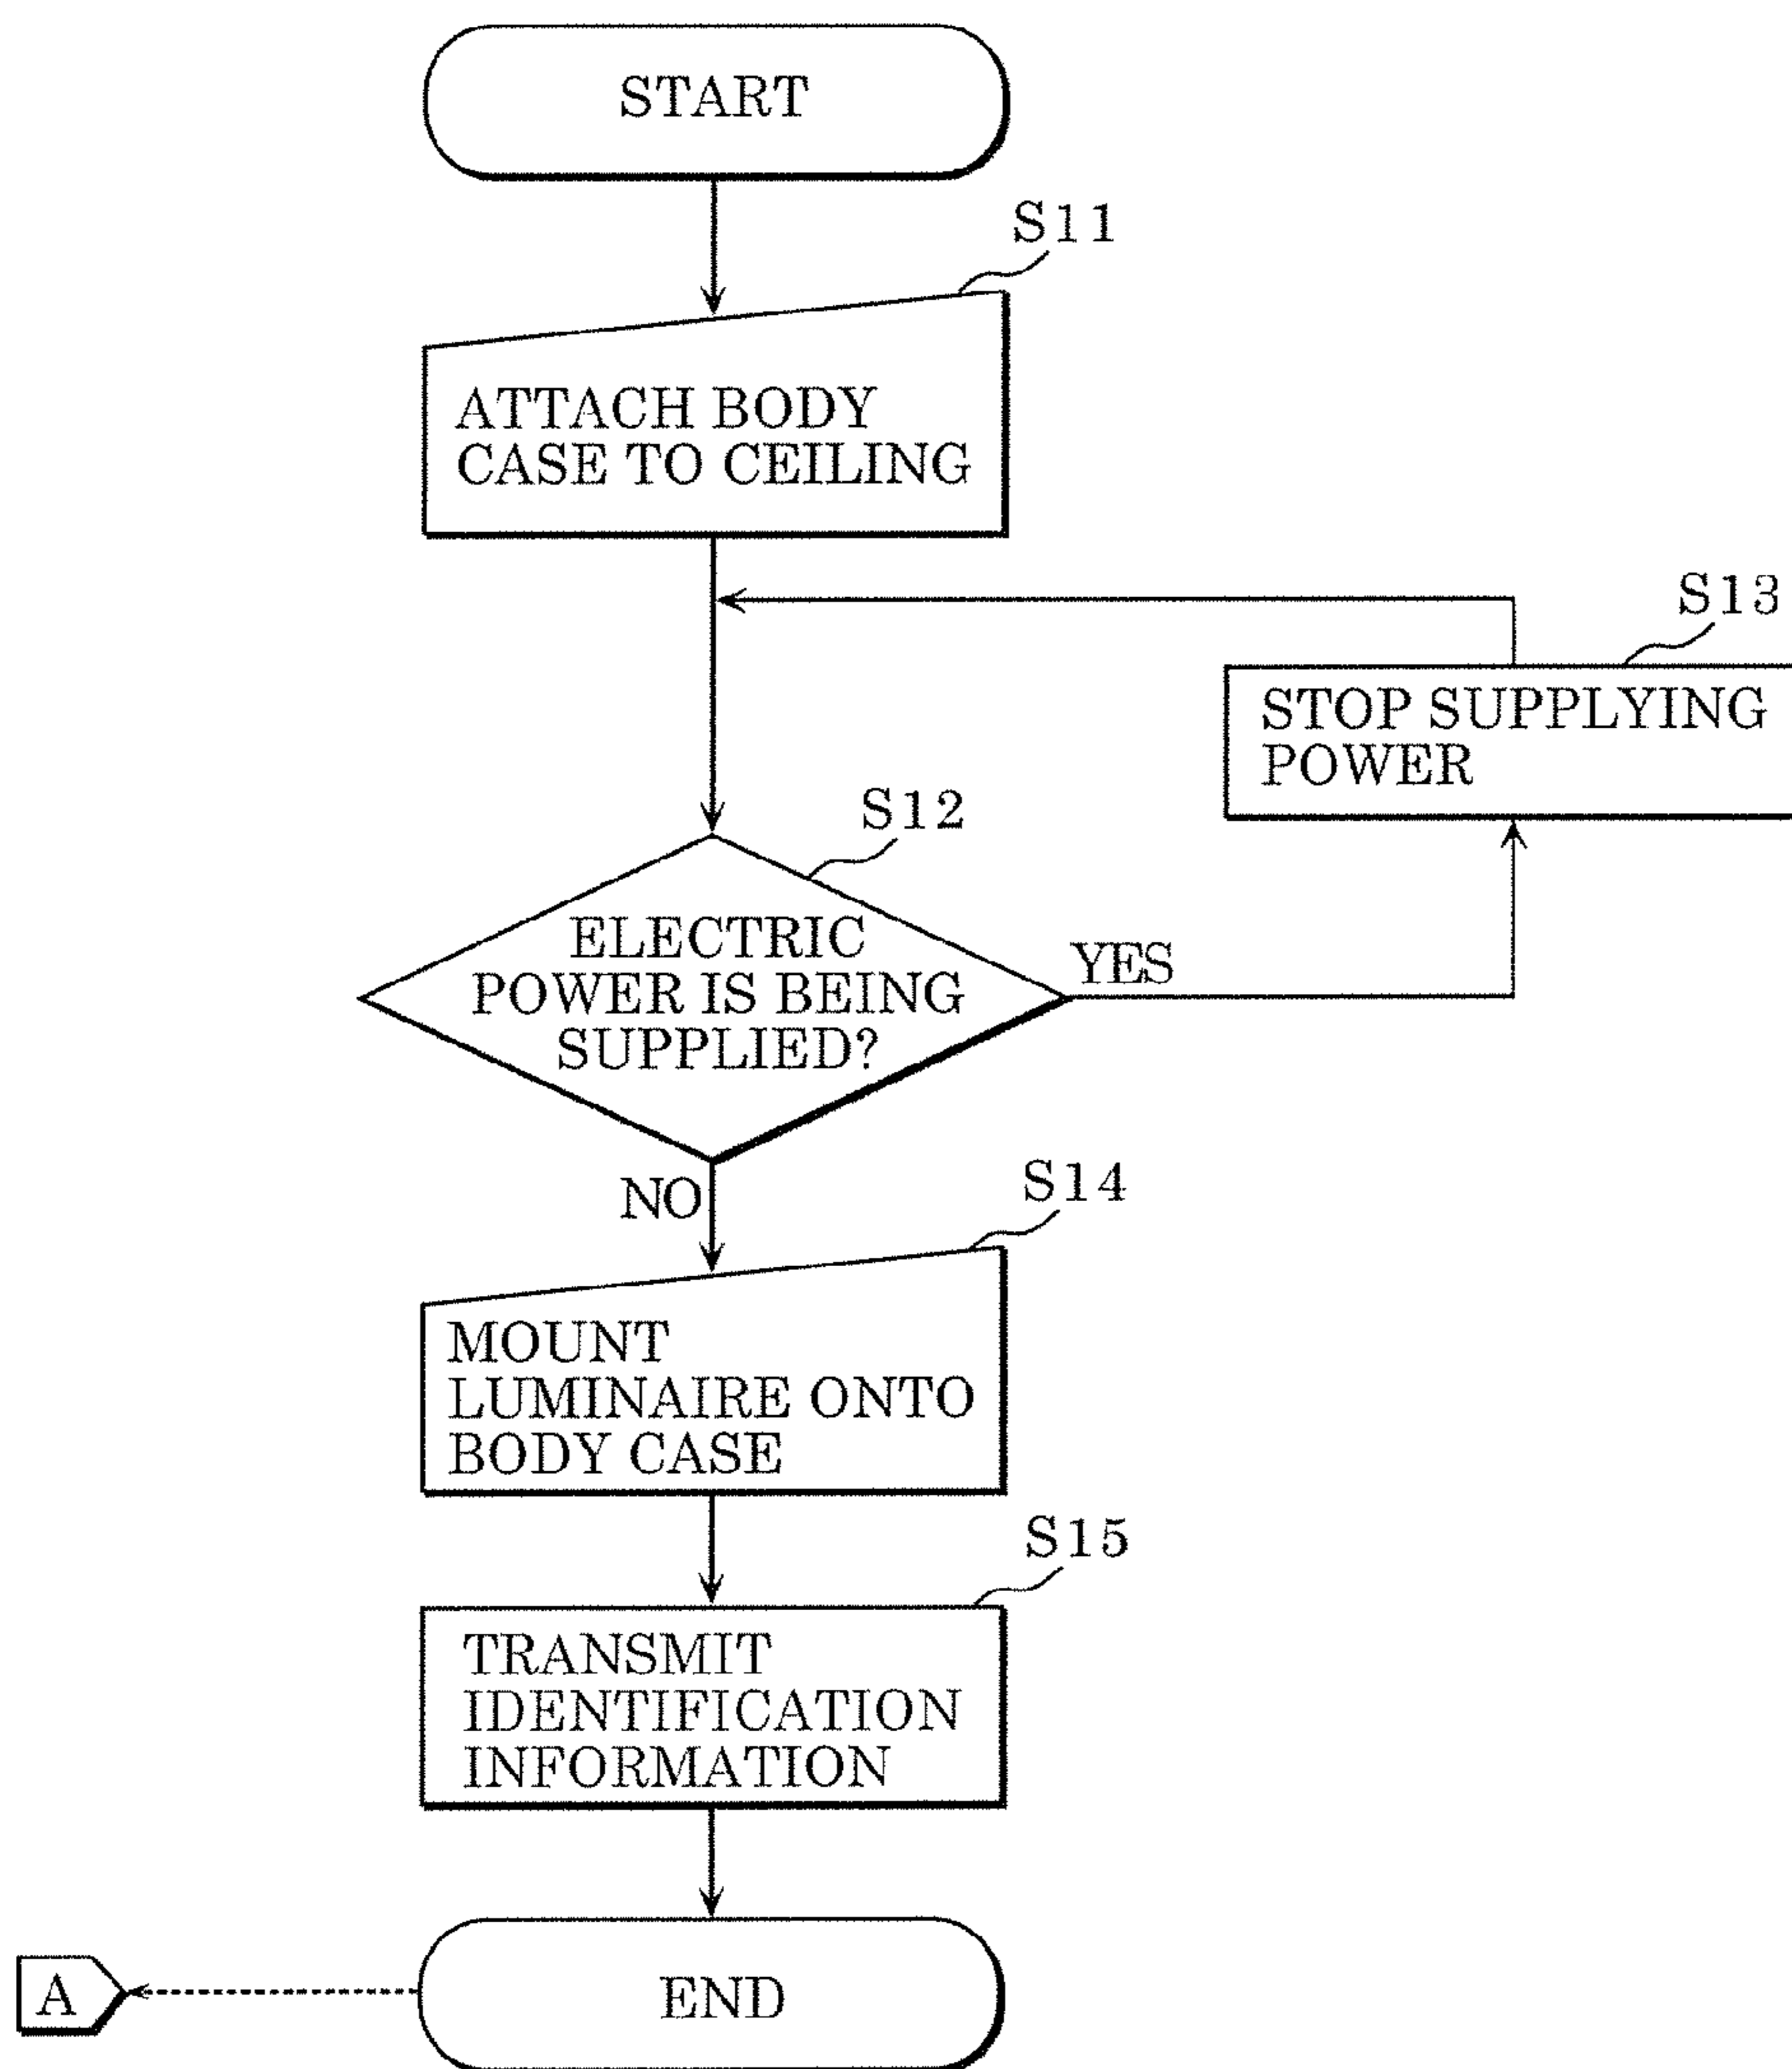 START
S11
ATTACH BODY
CASE TO CEILING
S13
STOP SUPPLYING
POWER
S12
ELECTRIC
POWER IS BEING
SUPPLIED?
YES
NO
S14
MOUNT
LUMINAIRE ONTO
BODY CASE
S15
TRANSMIT
IDENTIFICATION
INFORMATION
A
END